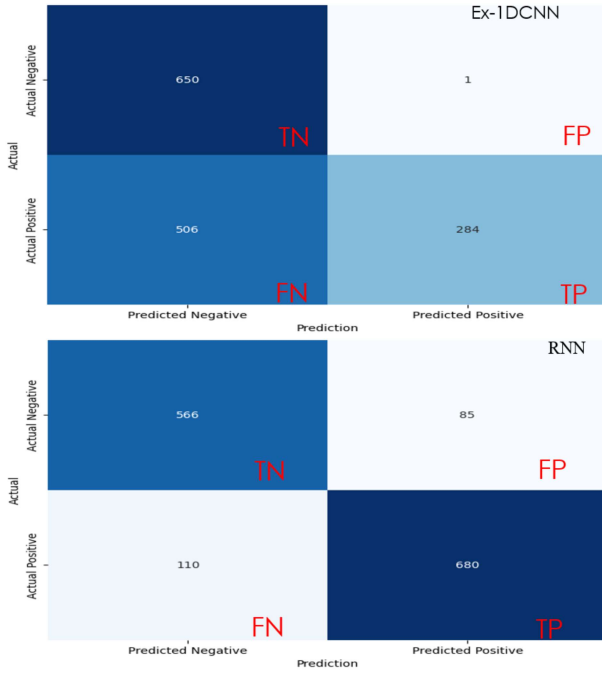 Ex-1DCNN
Actual Negative
650
1
TN
FP
Actual
Actual Positive
506
284
FN
TP
Predicted Negative
Predicted Positive
Prediction
RNN
Actual Negative
566
85
TN
FP
Actual
Actual Positive
110
680
FN
TP
Predicted Negative
Predicted Positive
Prediction